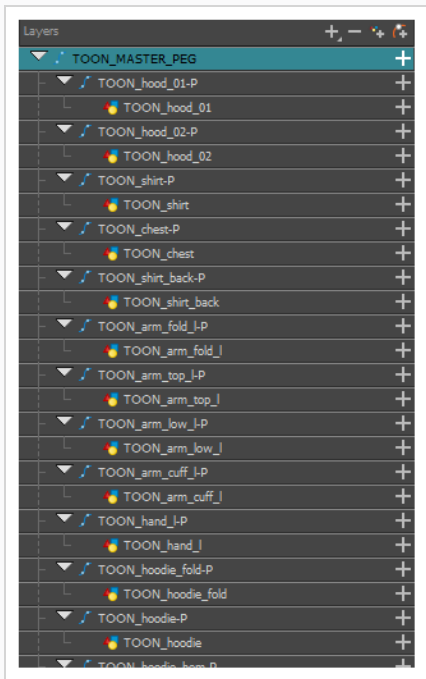 Layers
TOON_MASTER_PEG
TOON_hood_01-P
TOON_hood_01
TOON_hood_02-P
TOON_hood_02
TOON_shirt-P
TOON_shirt
TOON_chest-P
TOON_chest
TOON_shirt_back-P
TOON_shirt_back
TOON_arm_fold_l-P
TOON_arm_fold_l
TOON_arm_top_l-P
TOON_arm_top_l
TOON_arm_low_l-P
TOON_arm_low_l
TOON_arm_cuff_l-P
TOON_arm_cuff_l
TOON_hand_l-P
TOON_hand_l
TOON_hoodie_fold-P
TOON_hoodie_fold
TOON_hoodie-P
TOON_hoodie
TOON_hoodie_hem-P